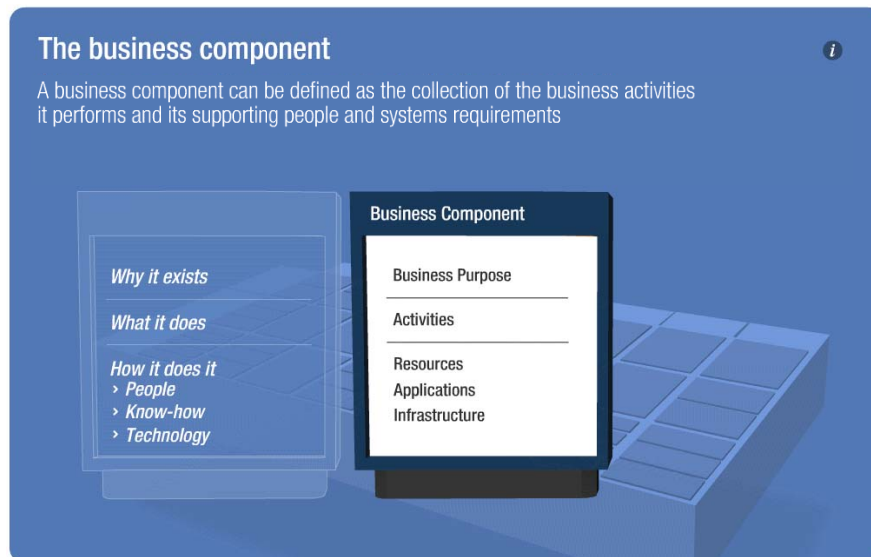 The business component
i
A business component can be defined as the collection of the business activities
it performs and its supporting people and systems requirements
Why it exists
What it does
How it does it
› People
› Know-how
› Technology
Business Component
Business Purpose
Activities
Resources
Applications
Infrastructure